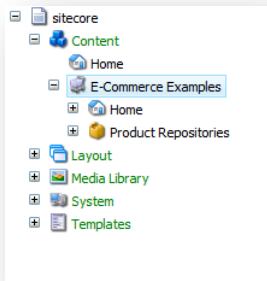 sitecore
Content
Home
E-Commerce Examples
Home
Product Repositories
Layout
Media Library
System
Templates